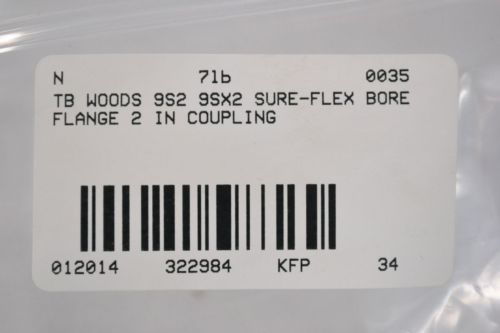 N 71b 0035
TB WOODS 9S2 9SX2 SURE-FLEX BORE
FLANGE 2 IN COUPLING
012014 322984 KFP 34